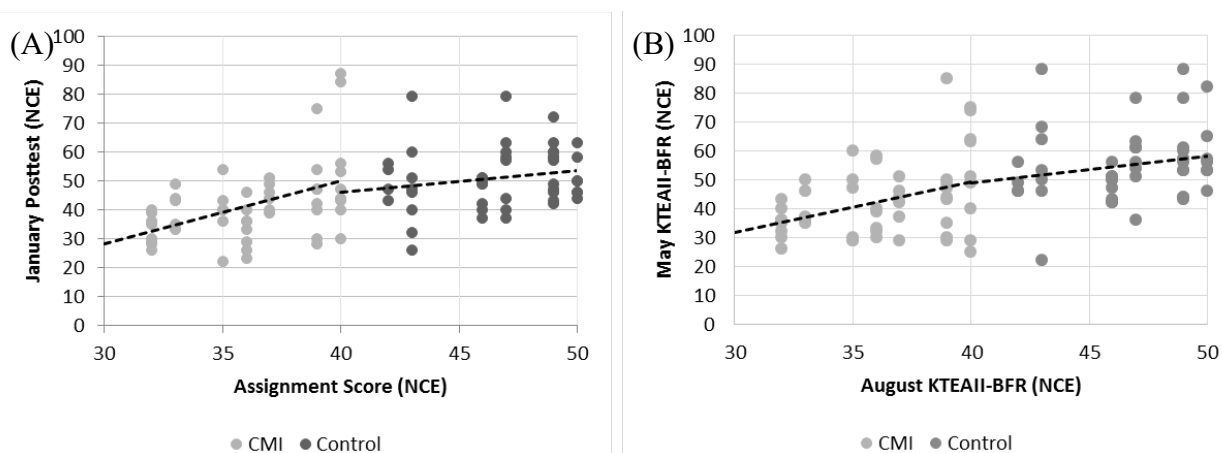 (A)
100
90
80
70
60
50
40
30
20
10
0
January Posttest (NCE)
30 35 40 45 50
Assignment Score (NCE)
CMI Control
(B)
100
90
80
70
60
50
40
30
20
10
0
May KTEAII-BFR (NCE)
30 35 40 45 50
August KTEAII-BFR (NCE)
CMI Control